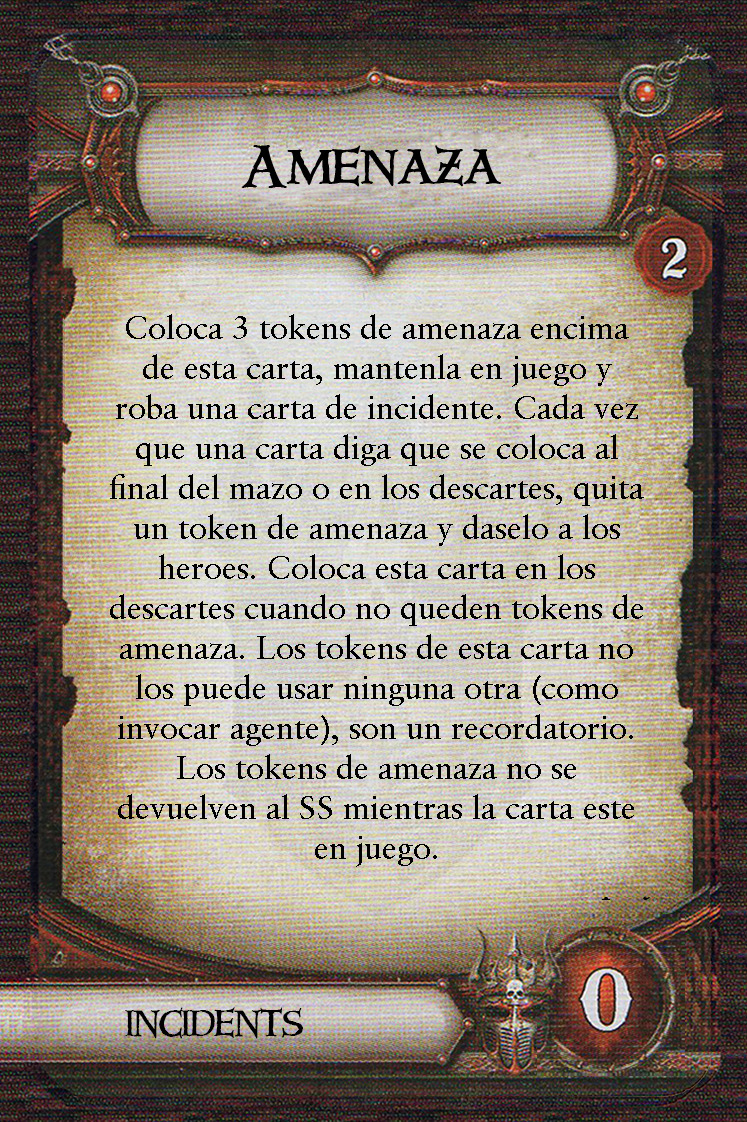 AMENAZA
2
Coloca 3 tokens de amenaza encima
de esta carta, mantenla en juego y
roba una carta de incidente. Cada vez
que una carta diga que se coloca al
final del mazo o en los descartes, quita
un token de amenaza y daselo a los
heroes. Coloca esta carta en los
descartes cuando no queden tokens de
amenaza. Los tokens de esta carta no
los puede usar ninguna otra (como
invocar agente), son un recordatorio.
Los tokens de amenaza no se
devuelven al SS mientras la carta este
en juego.
INCIDENTS
0